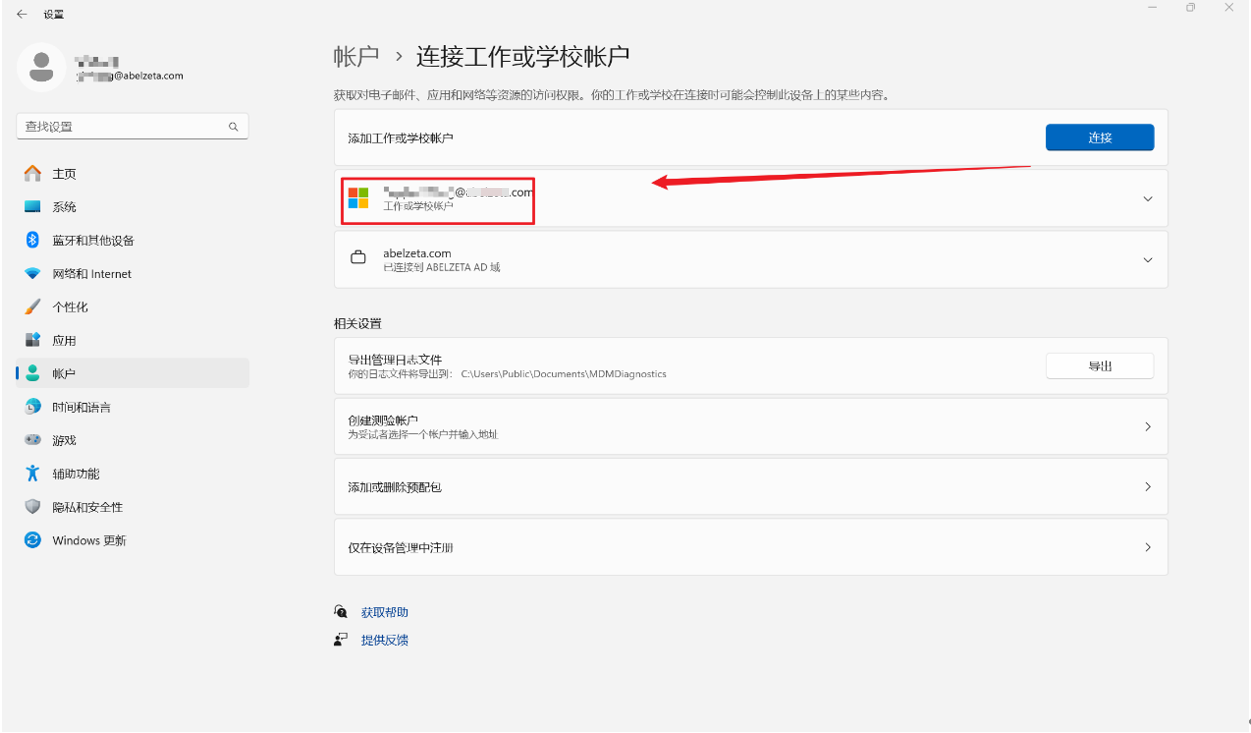 设置
@abelzeta.com
查找设置
主页
系统
蓝牙和其他设备
网络和 Internet
个性化
应用
帐户
时间和语言
游戏
辅助功能
隐私和安全性
Windows 更新
帐户 › 连接工作或学校帐户
获取对电子邮件、应用和网络等资源的访问权限。你的工作或学校在连接时可能会控制此设备上的某些内容。
添加工作或学校帐户
连接
工作或学校帐户
abelzeta.com
已连接到 ABELZETA AD 域
相关设置
导出管理日志文件
你的日志文件将导出到: C:\Users\Public\Documents\MDMDiagnostics
导出
创建测验帐户
为受试者选择一个帐户并输入地址
添加或删除预配包
仅在设备管理中注册
获取帮助
提供反馈